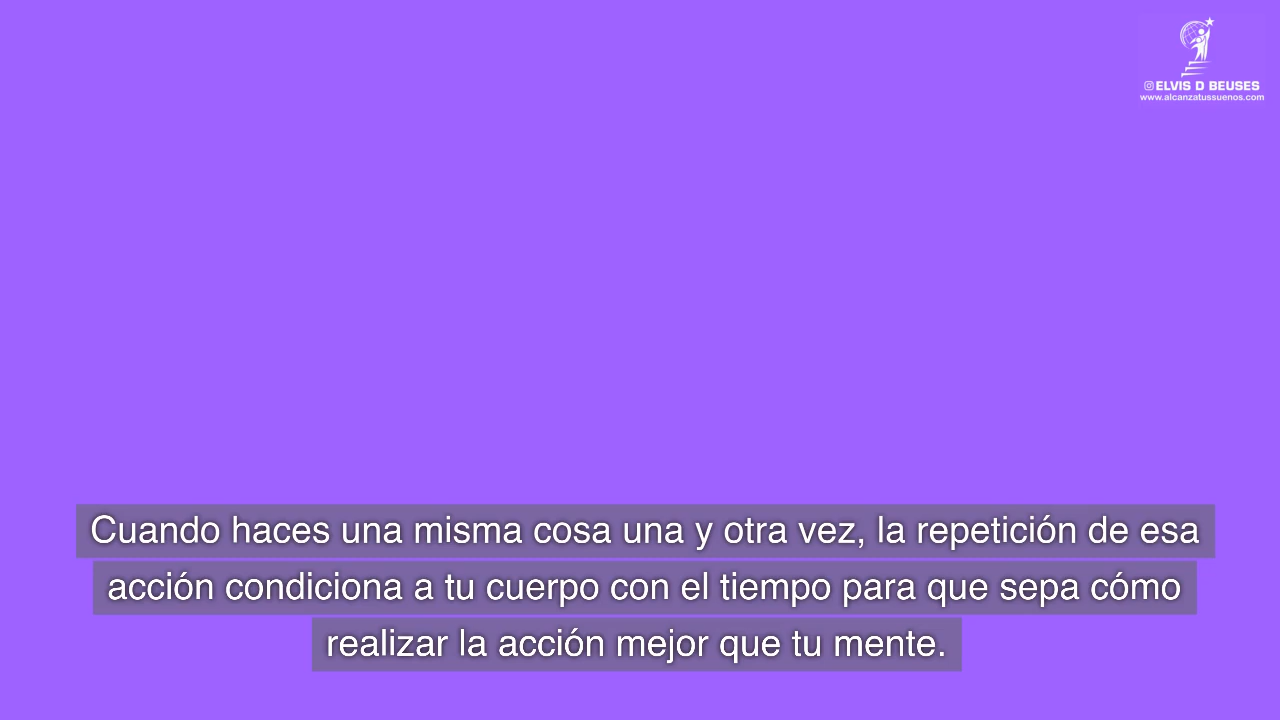 ELVIS D BEUSES
www.alcanzatussuenos.com
Cuando haces una misma cosa una y otra vez, la repetición de esa
acción condiciona a tu cuerpo con el tiempo para que sepa cómo
realizar la acción mejor que tu mente.